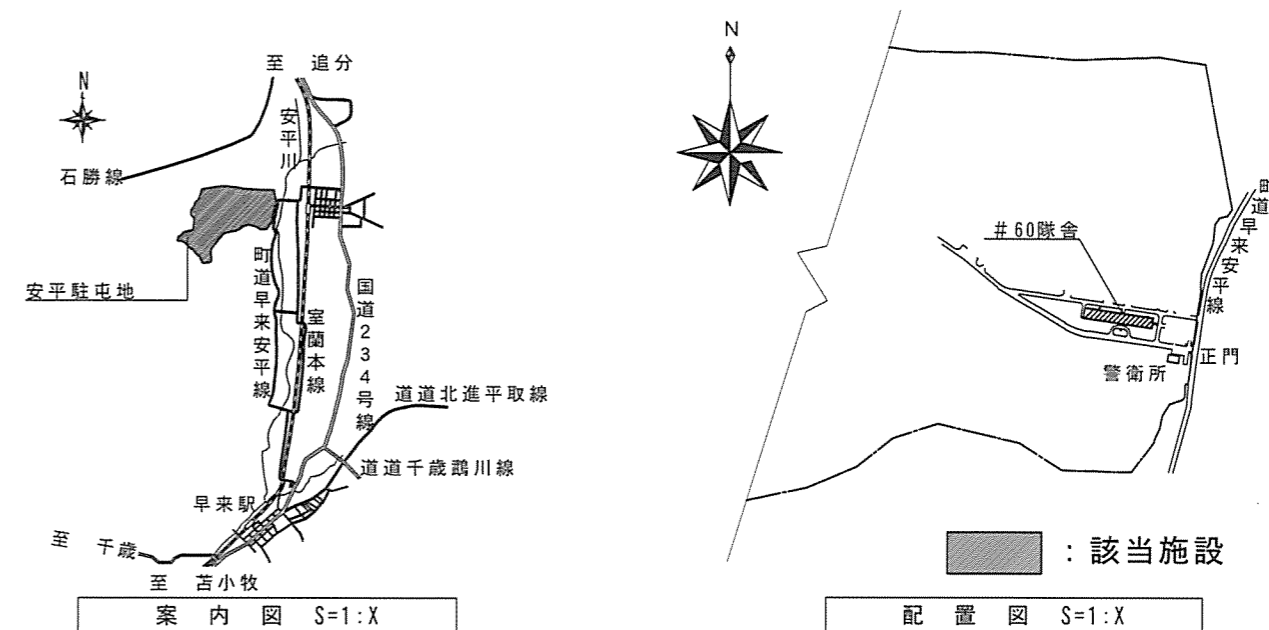 N
至 追分
安平川
石勝線
安平駐屯地
町道早来安平線
室蘭本線
国道234号線
道道北進平取線
道道千歳鵡川線
早来駅
至 千歳
至 苫小牧
案内図 S=1:X
N
#60隊舎
町道早来安平線
正門
警衛所
:該当施設
配置図 S=1:X